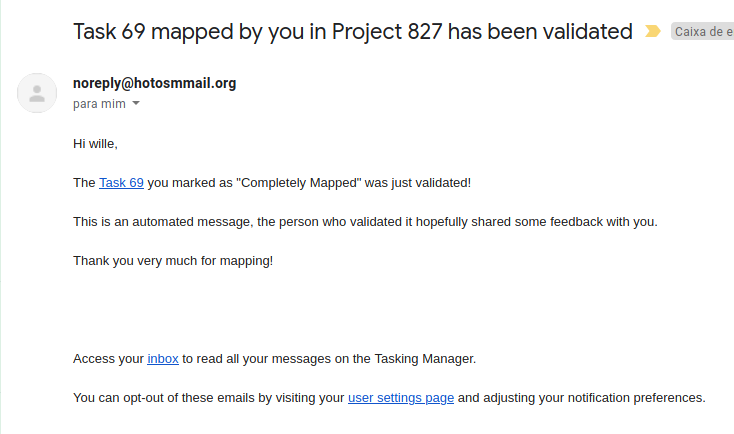 Task 69 mapped by you in Project 827 has been validated
Caixa de e
noreply@hotosmmail.org
para mim
Hi wille,
The Task 69 you marked as "Completely Mapped" was just validated!
This is an automated message, the person who validated it hopefully shared some feedback with you.
Thank you very much for mapping!
Access your inbox to read all your messages on the Tasking Manager.
You can opt-out of these emails by visiting your user settings page and adjusting your notification preferences.